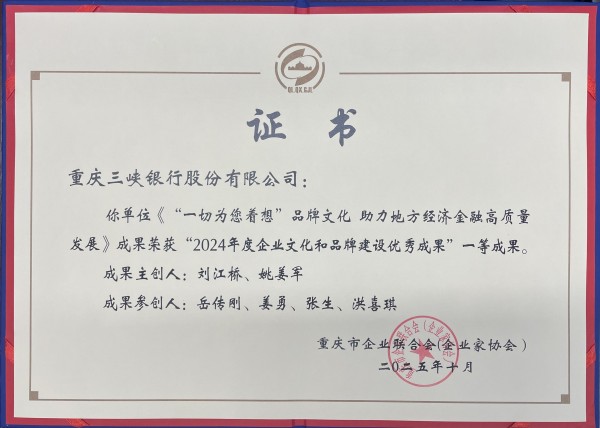 证 书
重庆三峡银行股份有限公司：
你单位《“一切为您着想”品牌文化 助力地方经济金融高质量
发展》成果荣获“2024年度企业文化和品牌建设优秀成果”一等成果。
成果主创人：刘江桥、姚姜军
成果参创人：岳传刚、姜勇、张生、洪喜琪
重庆市企业联合会(企业家协会)
二〇二五年十月